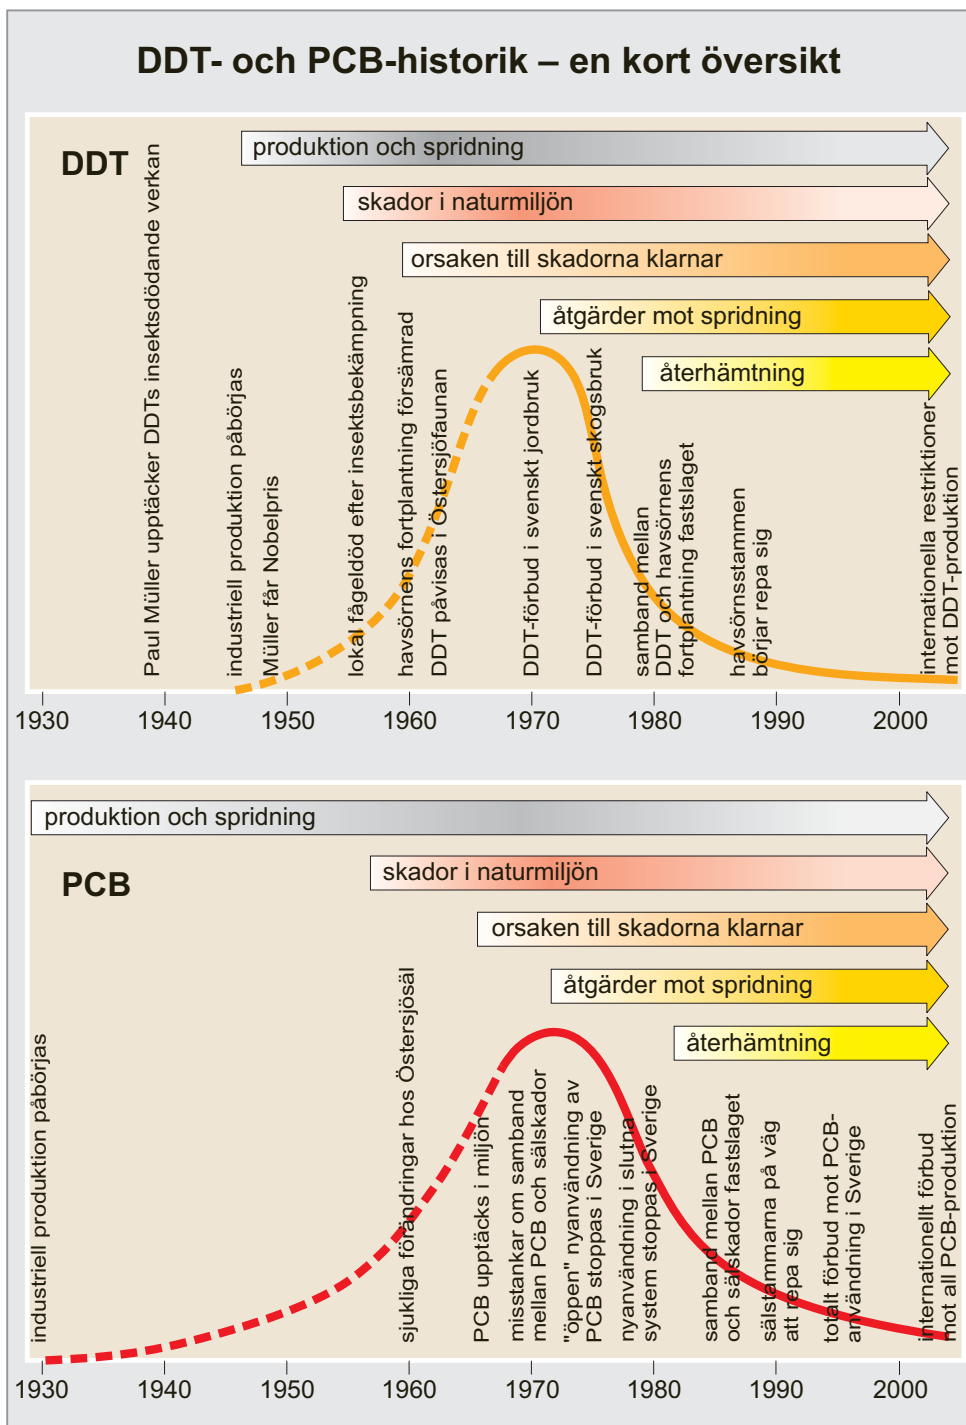 DDT- och PCB-historik – en kort översikt
DDT
produktion och spridning
skador i naturmiljön
orsaken till skadorna klarnar
åtgärder mot spridning
återhämtning
Paul Müller upptäcker DDTs insektsdödande verkan
industriell produktion påbörjas
Müller får Nobelpris
lokal fågeldöd efter insektsbekämpning
havsörnens fortplantning försämrad
DDT påvisas i Östersjöfaunan
DDT-förbud i svenskt jordbruk
DDT-förbud i svenskt skogsbruk
samband mellan
DDT och havsörnens
fortplantning fastslaget
havsörnsstammen
börjar repa sig
internationella restriktioner
mot DDT-produktion
1930 1940 1950 1960 1970 1980 1990 2000
produktion och spridning
PCB
skador i naturmiljön
orsaken till skadorna klarnar
åtgärder mot spridning
återhämtning
industriell produktion påbörjas
sjukliga förändringar hos Östersjösäl
PCB upptäcks i miljön
misstankar om samband
mellan PCB och sälskador
"öppen" nyanvändning av
PCB stoppas i Sverige
nyanvändning i slutna
system stoppas i Sverige
samband mellan PCB
och sälskador fastslaget
sälstammarna på väg
att repa sig
totalt förbud mot PCB-
användning i Sverige
internationellt förbud
mot all PCB-produktion
1930 1940 1950 1960 1970 1980 1990 2000